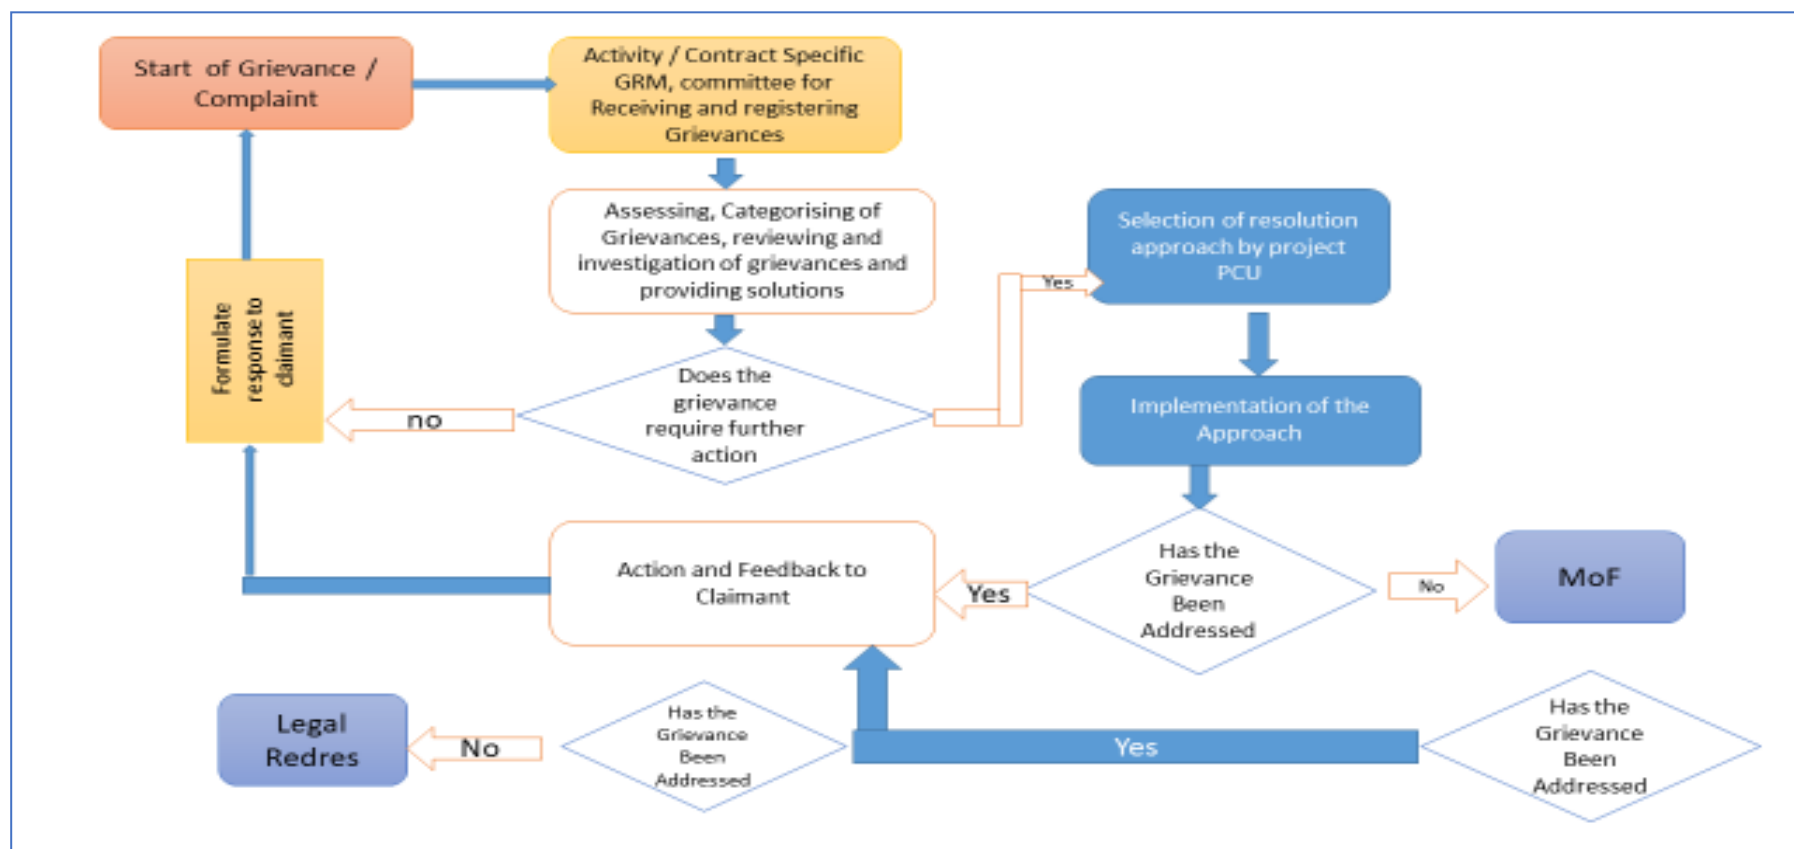 Start of Grievance /
Complaint
Activity / Contract Specific
GRM, committee for
Receiving and registering
Grievances
Assessing, Categorising of
Grievances, reviewing and
investigation of grievances and
providing solutions
Selection of resolution
approach by project
PCU
Yes
Formulate
response to
claimant
no
Does the
grievance
require further
action
Implementation of the
Approach
Action and Feedback to
Claimant
Yes
Has the
Grievance
Been
Addressed
No
MoF
Legal
Redres
No
Has the
Grievance
Been
Addressed
Yes
Has the
Grievance
Been
Addressed